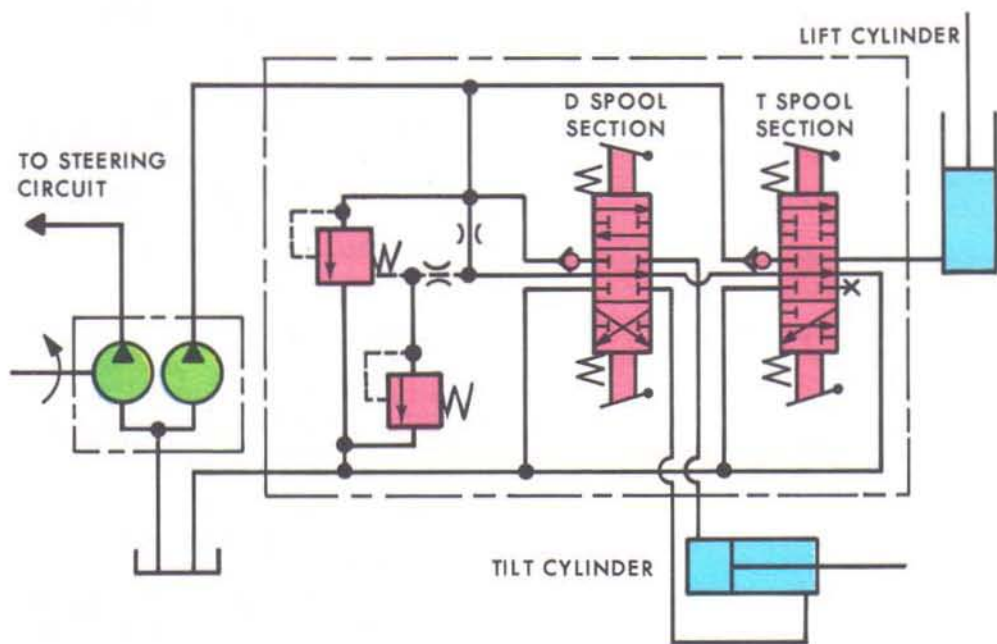 LIFT CYLINDER
D SPOOL
SECTION
T SPOOL
SECTION
TO STEERING
CIRCUIT
TILT CYLINDER